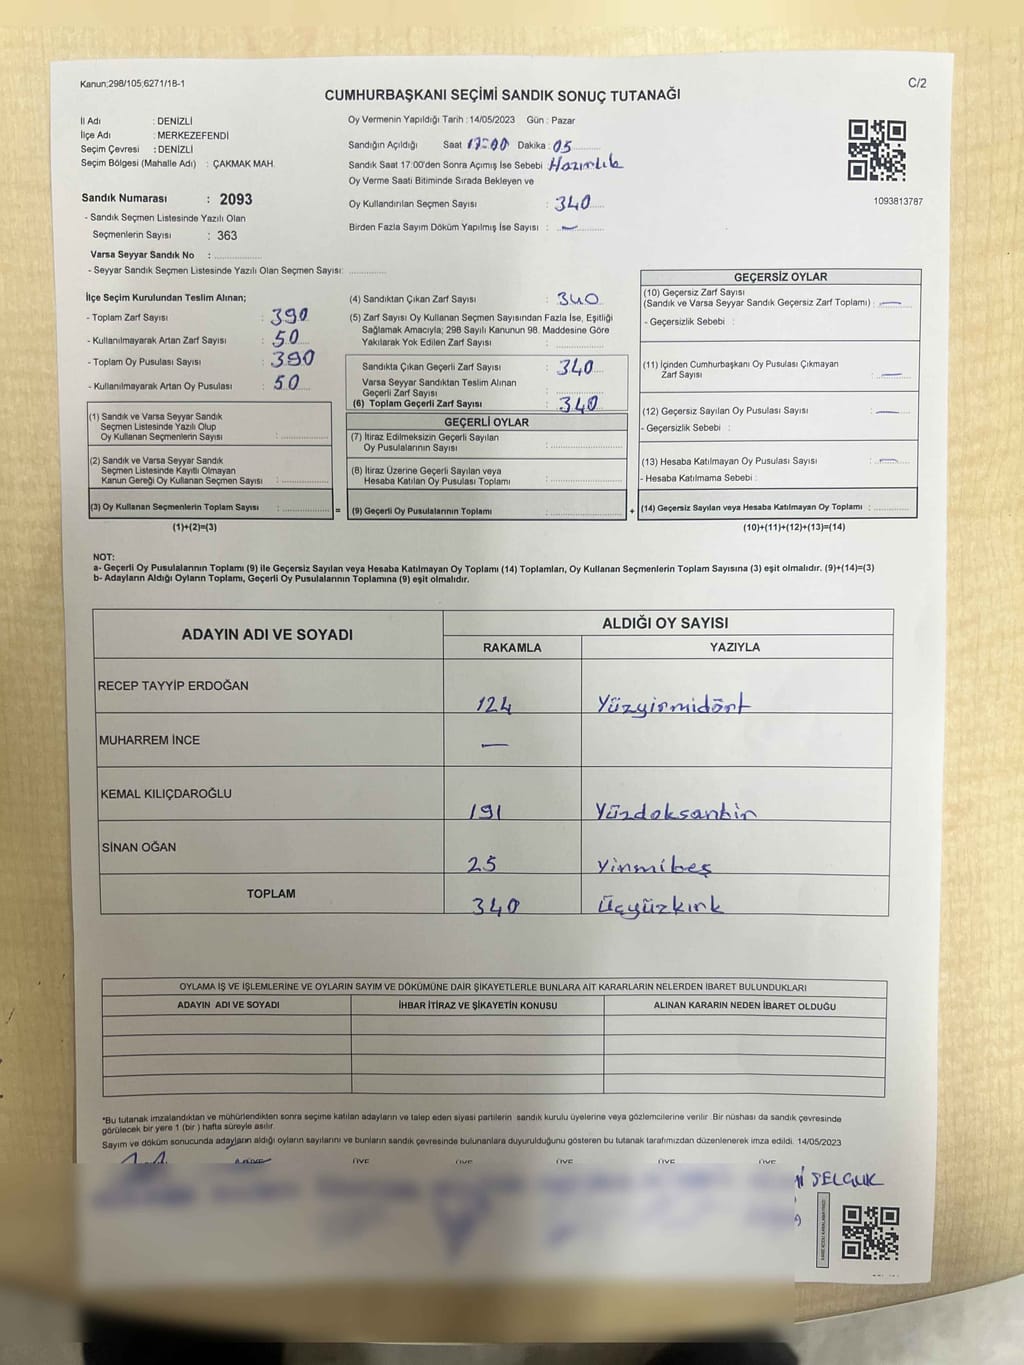 Kanun;298/105;6271/18-1
C/2
CUMHURBAŞKANI SEÇİMİ SANDIK SONUÇ TUTANAĞI
İl Adı : DENİZLİ
İlçe Adı : MERKEZEFENDİ
Seçim Çevresi : DENİZLİ
Seçim Bölgesi (Mahalle Adı) : ÇAKMAK MAH.
Sandık Numarası : 2093
- Sandık Seçmen Listesinde Yazılı Olan
Seçmenlerin Sayısı : 363
Varsa Seyyar Sandık No :
- Seyyar Sandık Seçmen Listesinde Yazılı Olan Seçmen Sayısı:
Oy Vermenin Yapıldığı Tarih : 14/05/2023 Gün : Pazar
Sandığın Açıldığı Saat 17:00 Dakika : 05
Sandık Saat 17:00'den Sonra Açımış İse Sebebi Hazırlık
Oy Verme Saati Bitiminde Sırada Bekleyen ve
Oy Kullandırılan Seçmen Sayısı : 340
Birden Fazla Sayım Döküm Yapılmış İse Sayısı : —
1093813787
İlçe Seçim Kurulundan Teslim Alınan;
- Toplam Zarf Sayısı : 390
- Kullanılmayarak Artan Zarf Sayısı : 50
- Toplam Oy Pusulası Sayısı : 390
- Kullanılmayarak Artan Oy Pusulası : 50
(1) Sandık ve Varsa Seyyar Sandık
Seçmen Listesinde Yazılı Olup
Oy Kullanan Seçmenlerin Sayısı :
(2) Sandık ve Varsa Seyyar Sandık
Seçmen Listesinde Kayıtlı Olmayan
Kanun Gereği Oy Kullanan Seçmen Sayısı :
(3) Oy Kullanan Seçmenlerin Toplam Sayısı :
(1)+(2)=(3)
(4) Sandıktan Çıkan Zarf Sayısı : 340
(5) Zarf Sayısı Oy Kullanan Seçmen Sayısından Fazla İse, Eşitliği
Sağlamak Amacıyla; 298 Sayılı Kanunun 98. Maddesine Göre
Yakılarak Yok Edilen Zarf Sayısı :
Sandıkta Çıkan Geçerli Zarf Sayısı : 340
Varsa Seyyar Sandıktan Teslim Alınan
Geçerli Zarf Sayısı :
(6) Toplam Geçerli Zarf Sayısı : 340
GEÇERLİ OYLAR
(7) İtiraz Edilmeksizin Geçerli Sayılan
Oy Pusulalarının Sayısı :
(8) İtiraz Üzerine Geçerli Sayılan veya
Hesaba Katılan Oy Pusulası Toplamı :
=
(9) Geçerli Oy Pusulalarının Toplamı :
+
GEÇERSİZ OYLAR
(10) Geçersiz Zarf Sayısı
(Sandık ve Varsa Seyyar Sandık Geçersiz Zarf Toplamı) : —
- Geçersizlik Sebebi :
(11) İçinden Cumhurbaşkanı Oy Pusulası Çıkmayan
Zarf Sayısı : —
(12) Geçersiz Sayılan Oy Pusulası Sayısı : —
- Geçersizlik Sebebi :
(13) Hesaba Katılmayan Oy Pusulası Sayısı : —
- Hesaba Katılmama Sebebi :
(14) Geçersiz Sayılan veya Hesaba Katılmayan Oy Toplamı :
(10)+(11)+(12)+(13)=(14)
NOT:
a- Geçerli Oy Pusulalarının Toplamı (9) ile Geçersiz Sayılan veya Hesaba Katılmayan Oy Toplamı (14) Toplamları, Oy Kullanan Seçmenlerin Toplam Sayısına (3) eşit olmalıdır. (9)+(14)=(3)
b- Adayların Aldığı Oyların Toplamı, Geçerli Oy Pusulalarının Toplamına (9) eşit olmalıdır.
ADAYIN ADI VE SOYADI
ALDIĞI OY SAYISI
RAKAMLA YAZIYLA
RECEP TAYYİP ERDOĞAN 124 Yüzyirmidört
MUHARREM İNCE —
KEMAL KILIÇDAROĞLU 191 Yüzdoksanbir
SİNAN OĞAN 25 Yirmibeş
TOPLAM 340 Üçyüzkırk
OYLAMA İŞ VE İŞLEMLERİNE VE OYLARIN SAYIM VE DÖKÜMÜNE DAİR ŞİKAYETLERLE BUNLARA AİT KARARLARIN NELERDEN İBARET BULUNDUKLARI
ADAYIN ADI VE SOYADI İHBAR İTİRAZ VE ŞİKAYETİN KONUSU ALINAN KARARIN NEDEN İBARET OLDUĞU
*Bu tutanak imzalandıktan ve mühürlendikten sonra seçime katılan adayların ve talep eden siyasi partilerin sandık kurulu üyelerine veya gözlemcilerine verilir. Bir nüshası da sandık çevresinde
görülecek bir yere 1 (bir ) hafta süreyle asılır.
Sayım ve döküm sonucunda adayların aldığı oyların sayılarını ve bunların sandık çevresinde bulunanlara duyurulduğunu gösteren bu tutanak tarafımızdan düzenlenerek imza edildi. 14/05/2023
ÜYE ÜYE ÜYE ÜYE ÜYE
SELÇUK